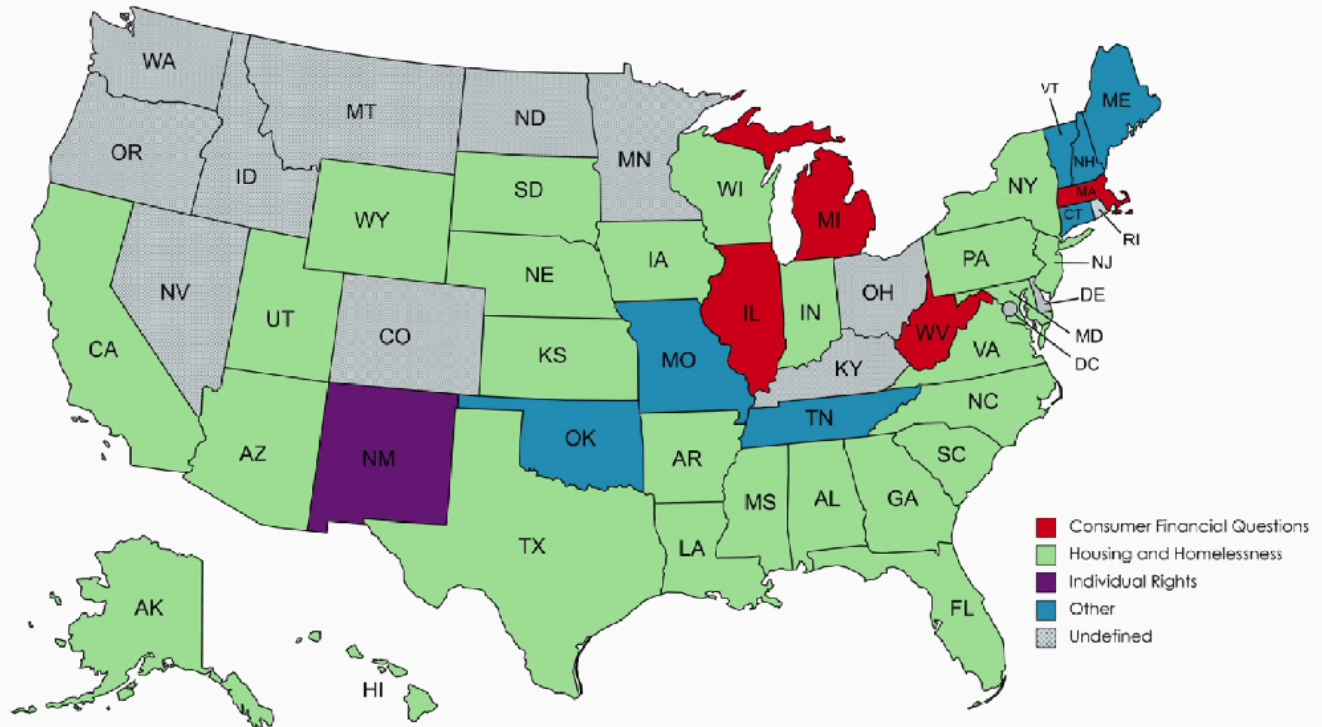 WA
MT
ND
MN
OR
ID
WY
SD
WI
MI
NY
VT
ME
NH
MA
CT
RI
NV
UT
CO
NE
IA
IL
IN
OH
PA
NJ
DE
MD
DC
CA
KS
MO
KY
WV
VA
AZ
NM
OK
AR
TN
NC
SC
TX
LA
MS
AL
GA
FL
AK
HI
Consumer Financial Questions
Housing and Homelessness
Individual Rights
Other
Undefined